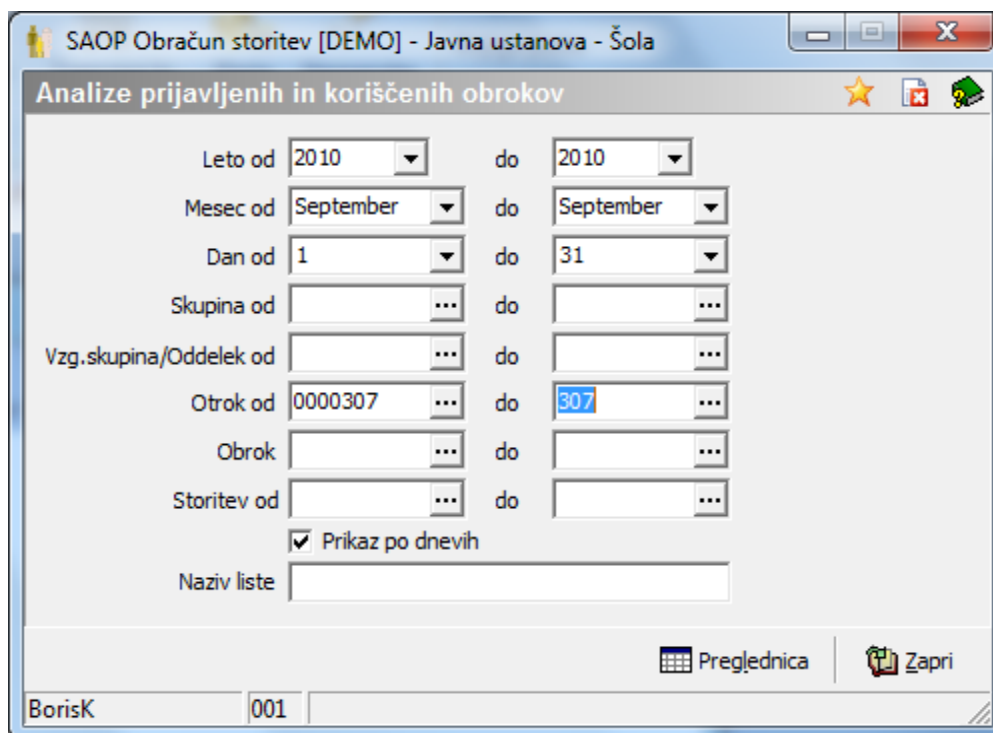 SAOP Obračun storitev [DEMO] - Javna ustanova - Šola
Analize prijavljenih in koriščenih obrokov
Leto od 2010 do 2010
Mesec od September do September
Dan od 1 do 31
Skupina od ... do ...
Vzg.skupina/Oddelek od ... do ...
Otrok od 0000307 ... do 307 ...
Obrok ... do ...
Storitev od ... do ...
Prikaz po dnevih
Naziv liste
Preglednica Zapri
BorisK 001